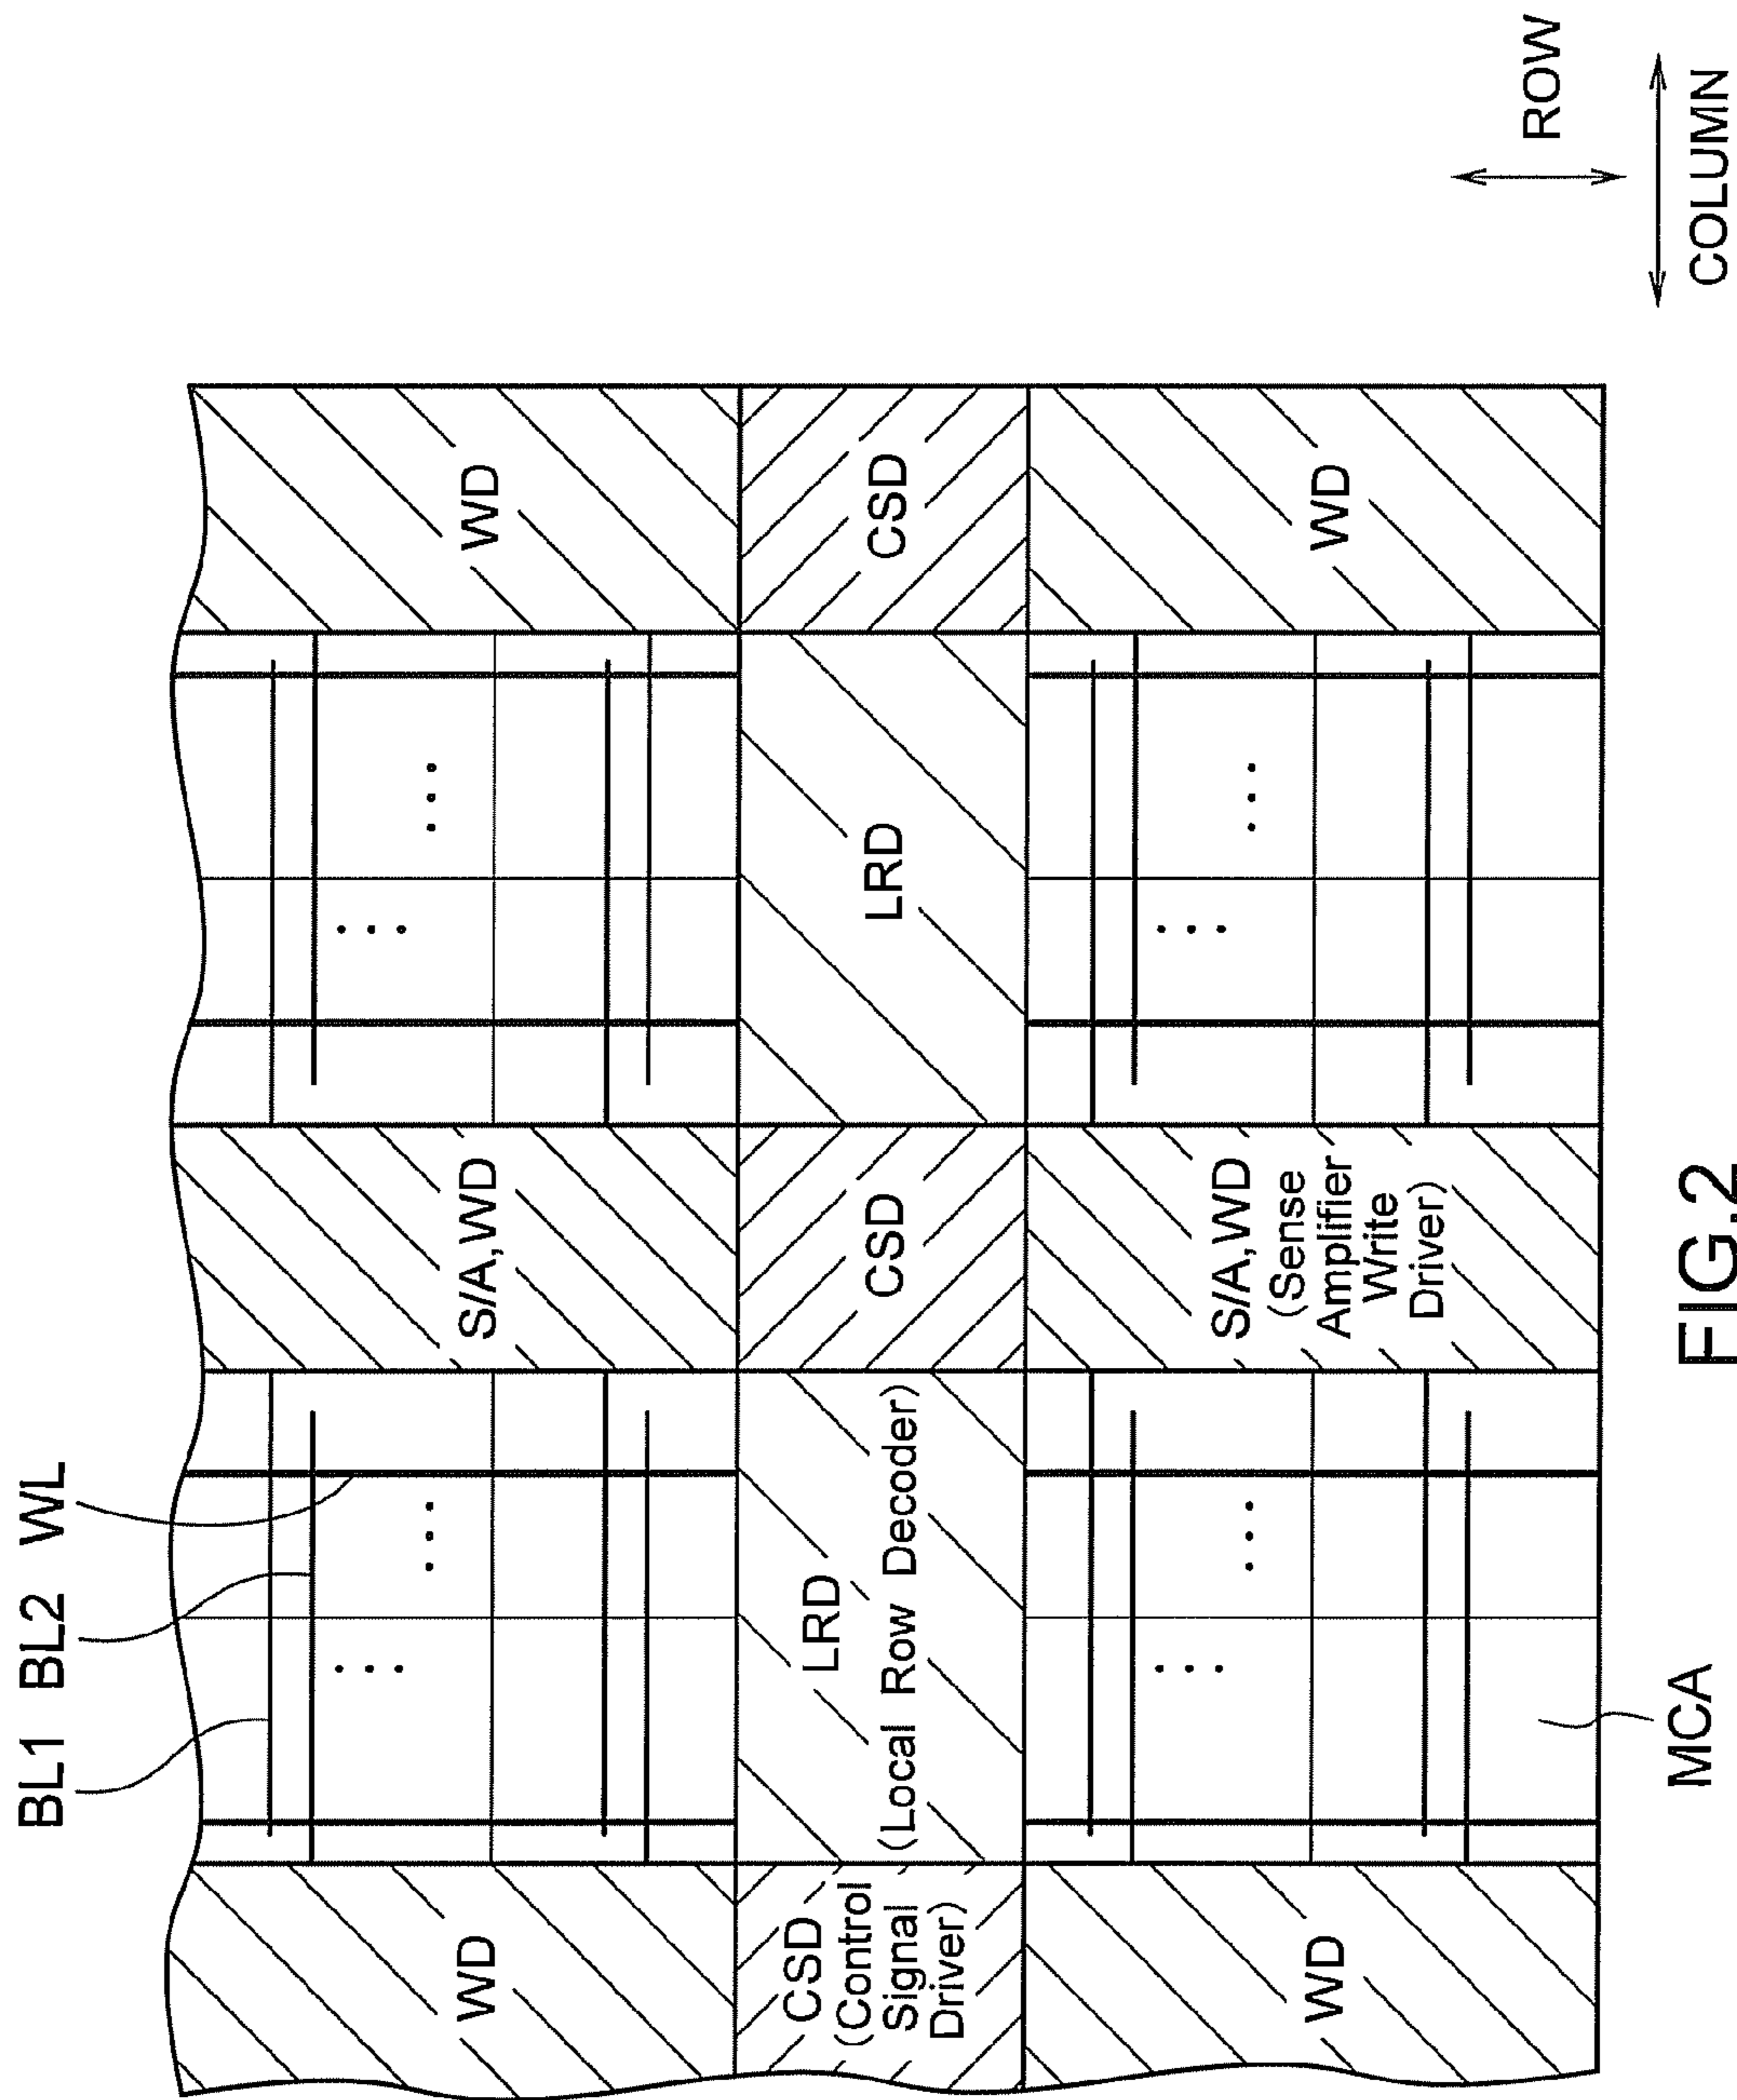 BL1 BL2 WL
WD
S/A,WD
WD
CSD
(Control
Signal
Driver)
LRD
(Local Row Decoder)
CSD
LRD
CSD
WD
S/A,WD
(Sense
Amplifier
Write
Driver)
WD
ROW
COLUMN
MCA
FIG.2